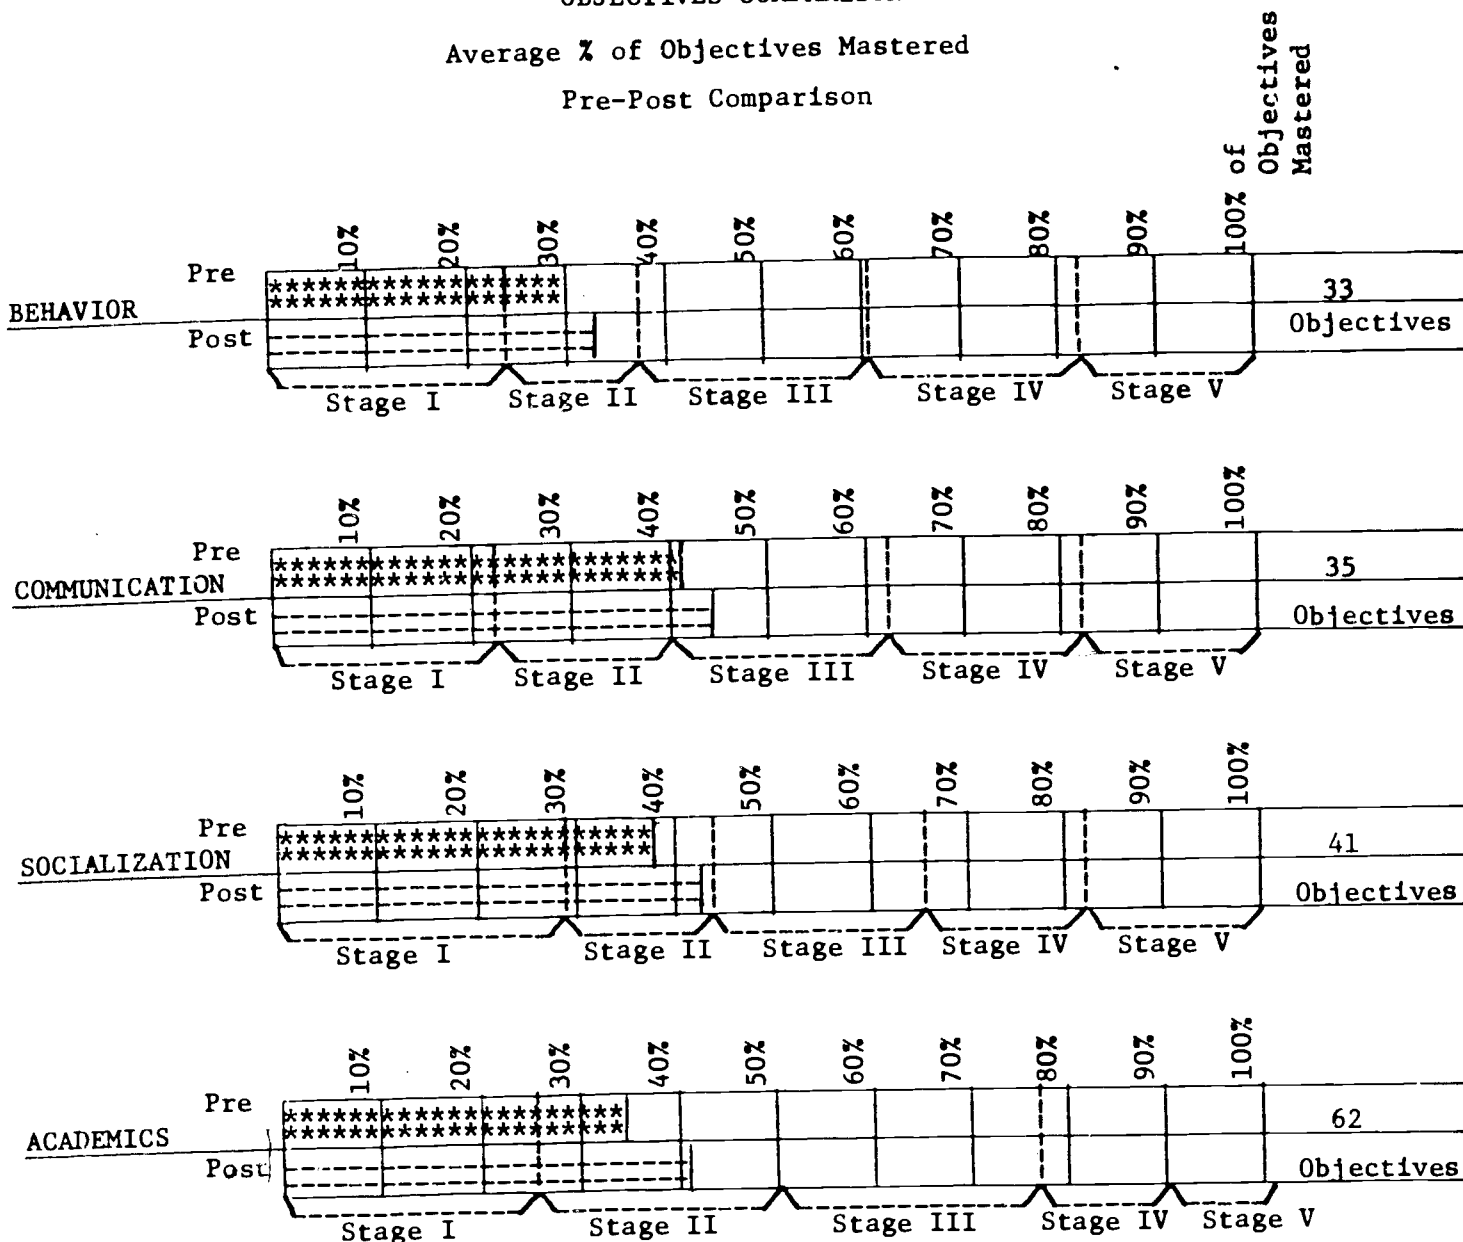 Average % of Objectives Mastered
Pre-Post Comparison
100% of Objectives Mastered
10% 20% 30% 40% 50% 60% 70% 80% 90%
Pre
BEHAVIOR
33
Post
Objectives
Stage I Stage II Stage III Stage IV Stage V
10% 20% 30% 40% 50% 60% 70% 80% 90% 100%
Pre
COMMUNICATION
35
Post
Objectives
Stage I Stage II Stage III Stage IV Stage V
10% 20% 30% 40% 50% 60% 70% 80% 90% 100%
Pre
SOCIALIZATION
41
Post
Objectives
Stage I Stage II Stage III Stage IV Stage V
10% 20% 30% 40% 50% 60% 70% 80% 90% 100%
Pre
ACADEMICS
62
Post
Objectives
Stage I Stage II Stage III Stage IV Stage V